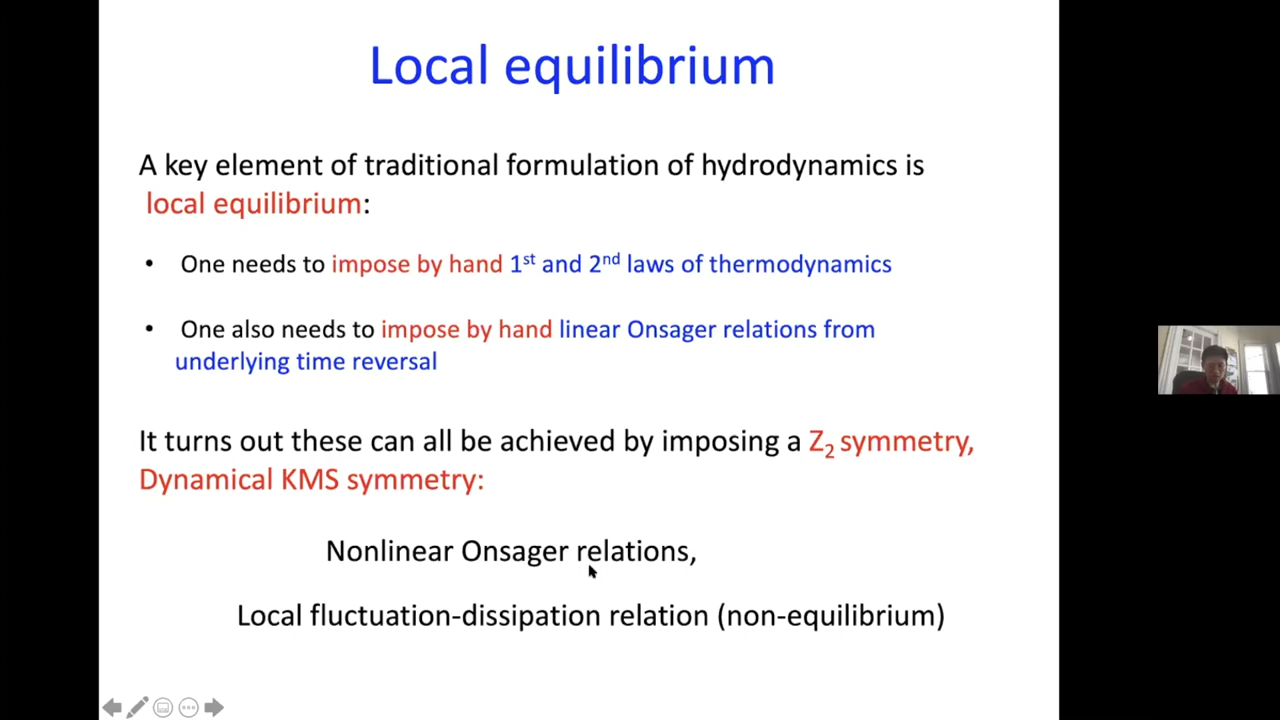 Local equilibrium
A key element of traditional formulation of hydrodynamics is
local equilibrium:
• One needs to impose by hand 1st and 2nd laws of thermodynamics
• One also needs to impose by hand linear Onsager relations from
underlying time reversal
It turns out these can all be achieved by imposing a Z2 symmetry,
Dynamical KMS symmetry:
Nonlinear Onsager relations,
Local fluctuation-dissipation relation (non-equilibrium)